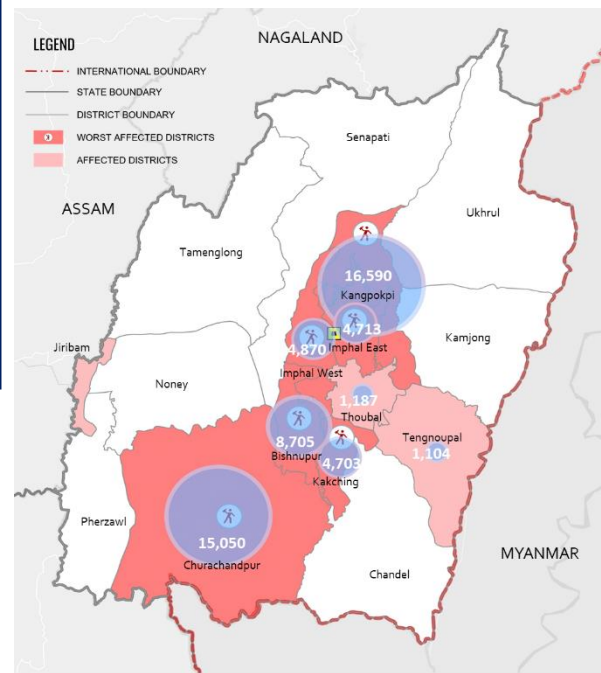 NAGALAND
LEGEND
INTERNATIONAL BOUNDARY
STATE BOUNDARY
DISTRICT BOUNDARY
WORST AFFECTED DISTRICTS
AFFECTED DISTRICTS
Senapati
ASSAM
Ukhrul
Tamenglong
16,590
Kangpokpi
4,713
Imphal East
Kamjong
Jiribam
4,870
Imphal West
Noney
1,187
Thoubal
8,705
Bishnupur
Tengnoupal
1,104
4,703
Kakching
Pherzawl
15,050
Churachandpur
MYANMAR
Chandel